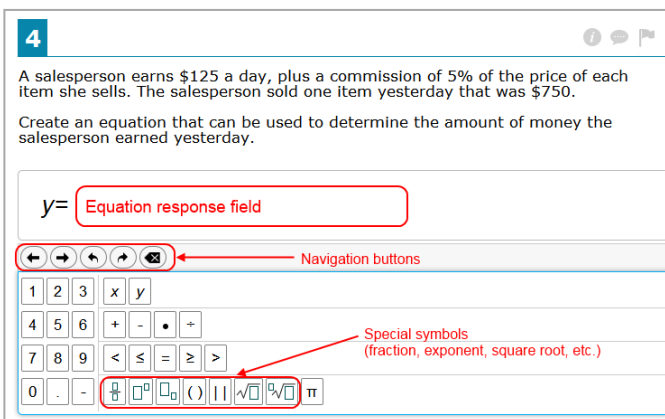 4
A salesperson earns $125 a day, plus a commission of 5% of the price of each
item she sells. The salesperson sold one item yesterday that was $750.
Create an equation that can be used to determine the amount of money the
salesperson earned yesterday.
y= Equation response field
Navigation buttons
1 2 3 x y
4 5 6 + - • ÷
Special symbols
(fraction, exponent, square root, etc.)
7 8 9 < ≤ = ≥ >
0 . - ( ) | | √ √ π